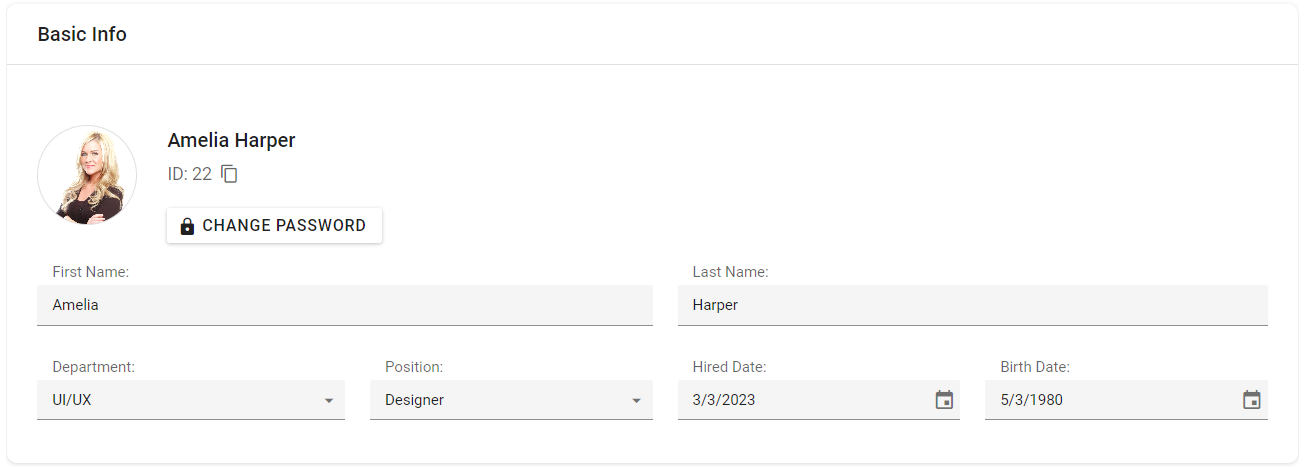 Basic Info
Amelia Harper
ID: 22
CHANGE PASSWORD
First Name:
Last Name:
Amelia
Harper
Department:
Position:
Hired Date:
Birth Date:
UI/UX
Designer
3/3/2023
5/3/1980